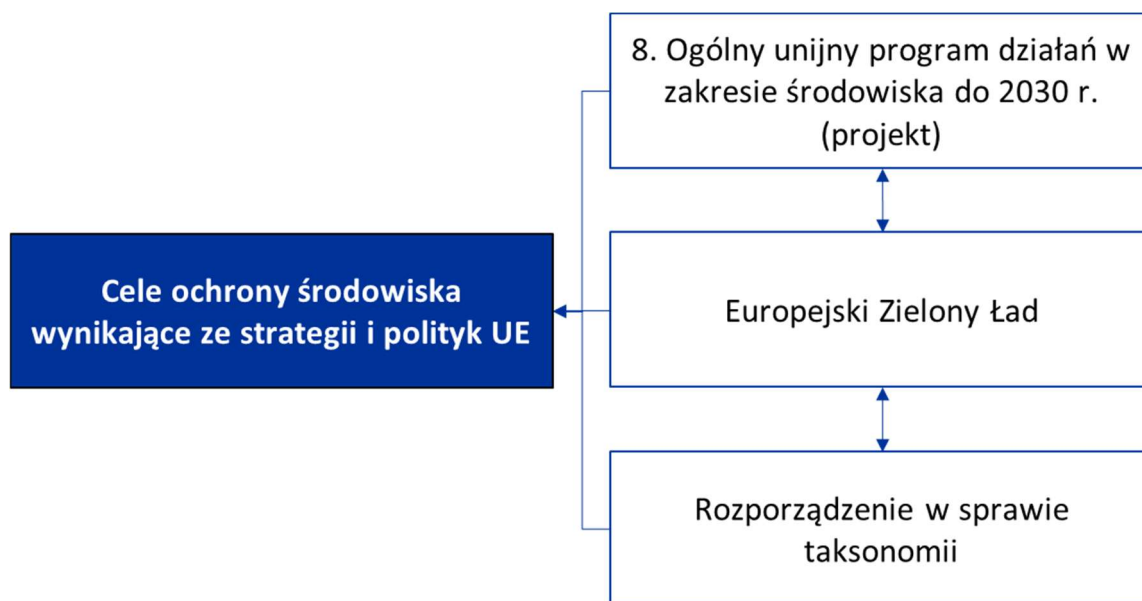 8. Ogólny unijny program działań w
zakresie środowiska do 2030 r.
(projekt)
Cele ochrony środowiska
wynikające ze strategii i polityk UE
Europejski Zielony Ład
Rozporządzenie w sprawie
taksonomii